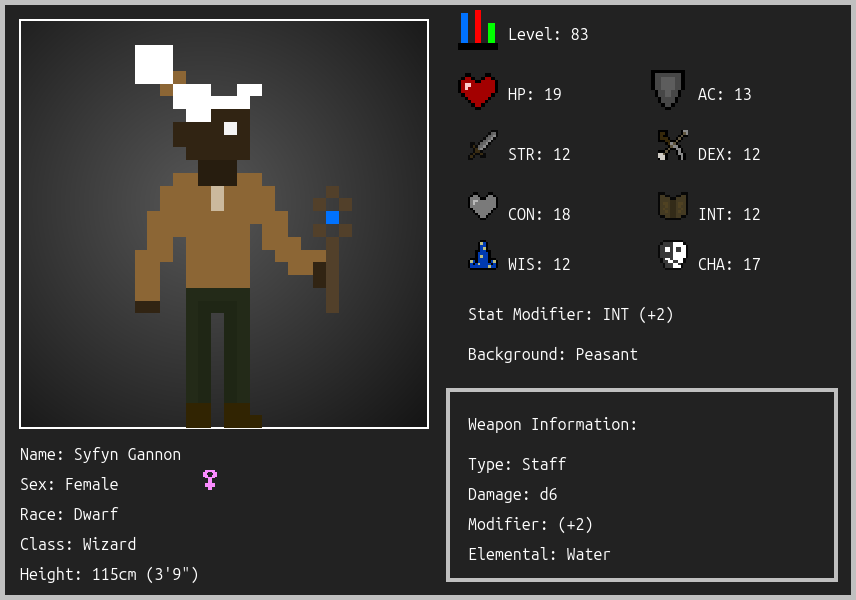 Level: 83
HP: 19
AC: 13
STR: 12
DEX: 12
CON: 18
INT: 12
WIS: 12
CHA: 17
Stat Modifier: INT (+2)
Background: Peasant
Weapon Information:
Type: Staff
Damage: d6
Modifier: (+2)
Elemental: Water
Name: Syfyn Gannon
Sex: Female
Race: Dwarf
Class: Wizard
Height: 115cm (3'9")